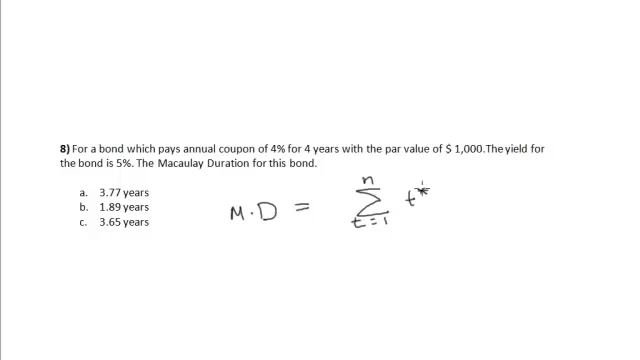 8) For a bond which pays annual coupon of 4% for 4 years with the par value of $ 1,000.The yield for
the bond is 5%. The Macaulay Duration for this bond.
a. 3.77 years
b. 1.89 years
c. 3.65 years
M.D = n∑t=1 t*